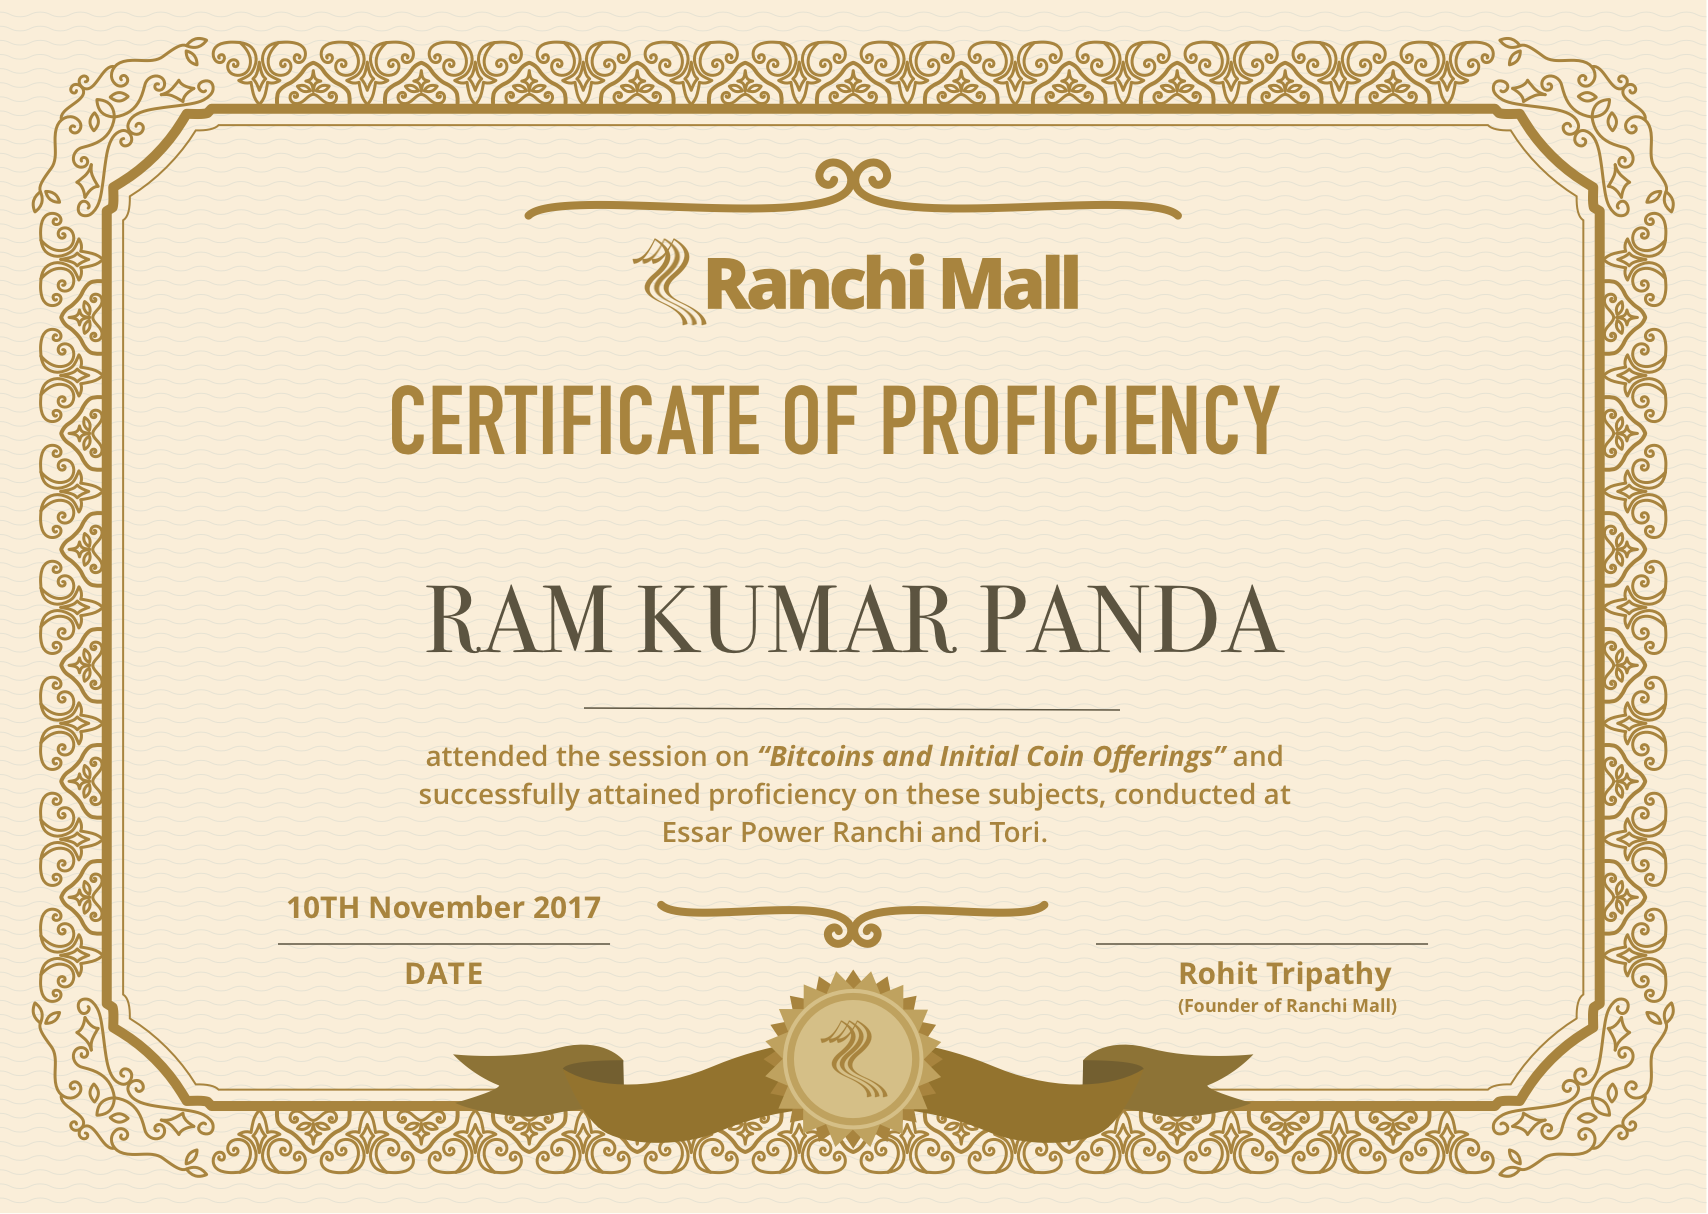 Ranchi Mall
CERTIFICATE OF PROFICIENCY
RAM KUMAR PANDA
attended the session on “Bitcoins and Initial Coin Offerings” and
successfully attained proficiency on these subjects, conducted at
Essar Power Ranchi and Tori.
10TH November 2017
DATE
Rohit Tripathy
(Founder of Ranchi Mall)